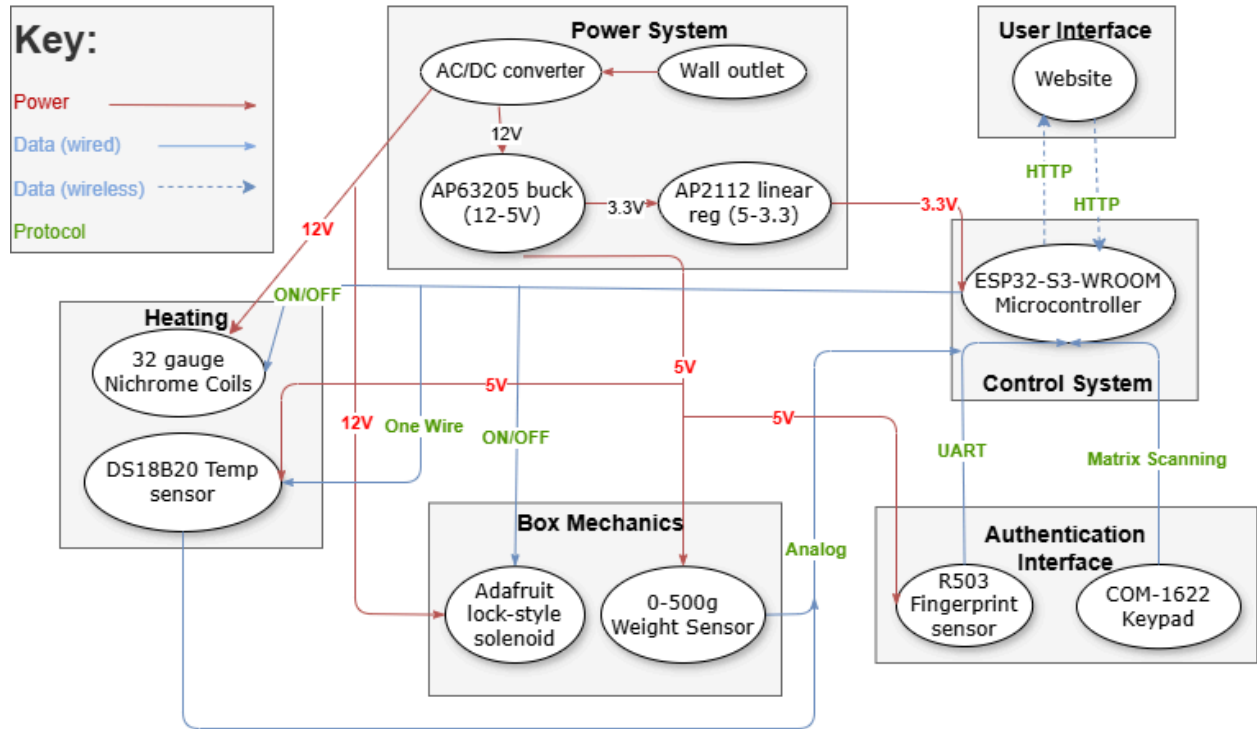 Key:
Power
Data (wired)
Data (wireless)
Protocol
Power System
AC/DC converter
Wall outlet
12V
AP63205 buck
(12-5V)
3.3V
AP2112 linear
reg (5-3.3)
3.3V
User Interface
Website
HTTP
HTTP
ESP32-S3-WROOM
Microcontroller
Control System
12V
ON/OFF
Heating
32 gauge
Nichrome Coils
5V
12V
One Wire
ON/OFF
5V
5V
DS18B20 Temp
sensor
UART
Matrix Scanning
Box Mechanics
Adafruit
lock-style
solenoid
0-500g
Weight Sensor
Analog
Authentication
Interface
R503
Fingerprint
sensor
COM-1622
Keypad